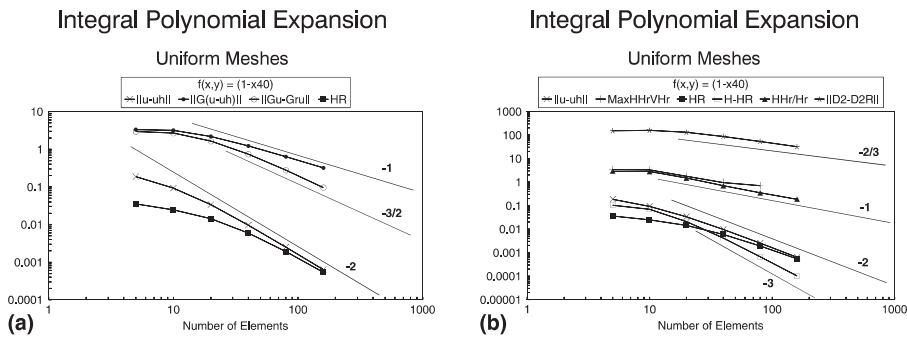 Integral Polynomial Expansion
Uniform Meshes
f(x,y) = (1-x40)
||u-uh|| ||G(u-uh)|| ||Gu-Gru|| HR
10
1
0.1
0.01
0.001
0.0001
-1
-3/2
-2
1 10 100 1000
Number of Elements
(a)
Integral Polynomial Expansion
Uniform Meshes
f(x,y) = (1-x40)
||u-uh|| MaxHHrVHr HR H-HR HHr/Hr ||D2-D2R||
1000
100
10
1
0.1
0.01
0.001
0.0001
0.00001
-2/3
-1
-2
-3
1 10 100 1000
Number of Elements
(b)